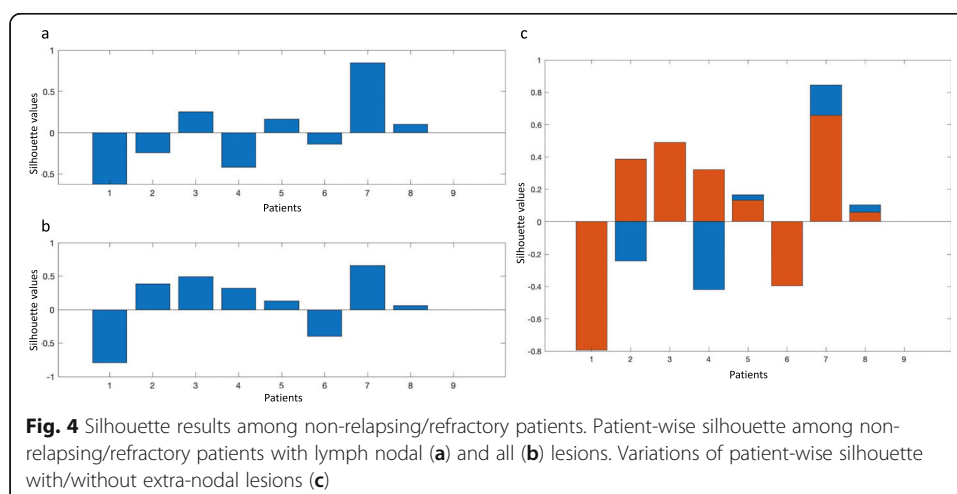 a
1
0
-0.5
Silhouette values
1 2 3 4 5 6 7 8 9
Patients
b
1
0.5
0
-0.5
-1
Silhouette values
1 2 3 4 5 6 7 8 9
Patients
c
1
0.8
0.6
0.4
0.2
0
-0.2
-0.4
-0.6
-0.8
Silhouette values
1 2 3 4 5 6 7 8 9
Patients
Fig. 4 Silhouette results among non-relapsing/refractory patients. Patient-wise silhouette among non-
relapsing/refractory patients with lymph nodal (a) and all (b) lesions. Variations of patient-wise silhouette
with/without extra-nodal lesions (c)